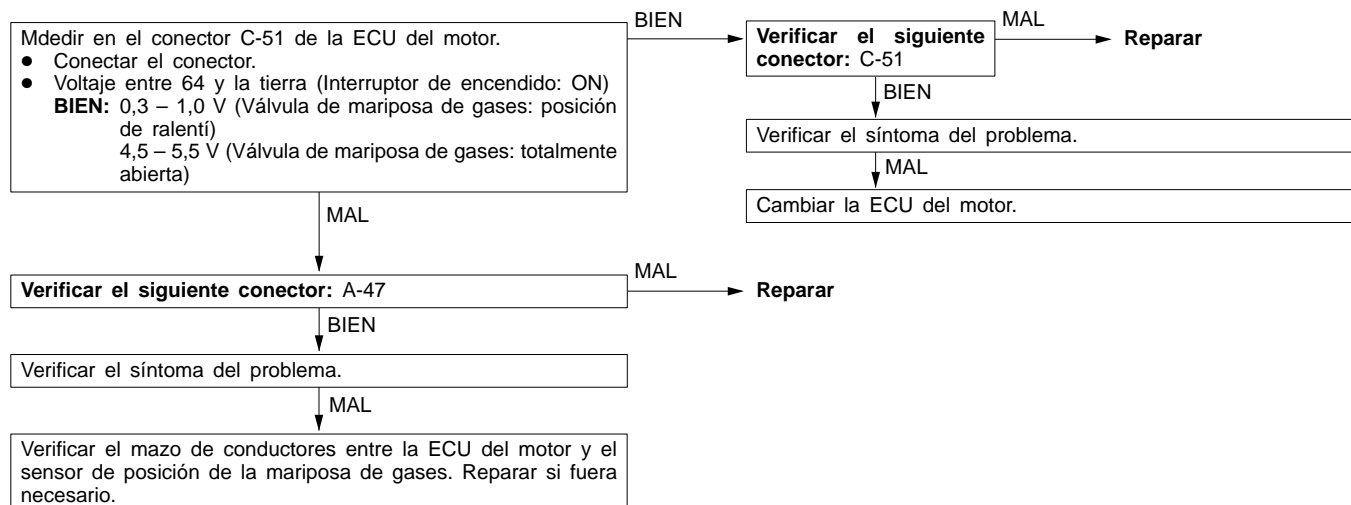 Mdedir en el conector C-51 de la ECU del motor.
● Conectar el conector.
● Voltaje entre 64 y la tierra (Interruptor de encendido: ON)
BIEN: 0,3 – 1,0 V (Válvula de mariposa de gases: posición
de ralentí)
4,5 – 5,5 V (Válvula de mariposa de gases: totalmente
abierta)
BIEN
Verificar el siguiente
conector: C-51
MAL
Reparar
BIEN
Verificar el síntoma del problema.
MAL
Cambiar la ECU del motor.
MAL
Verificar el siguiente conector: A-47
MAL
Reparar
BIEN
Verificar el síntoma del problema.
MAL
Verificar el mazo de conductores entre la ECU del motor y el
sensor de posición de la mariposa de gases. Reparar si fuera
necesario.